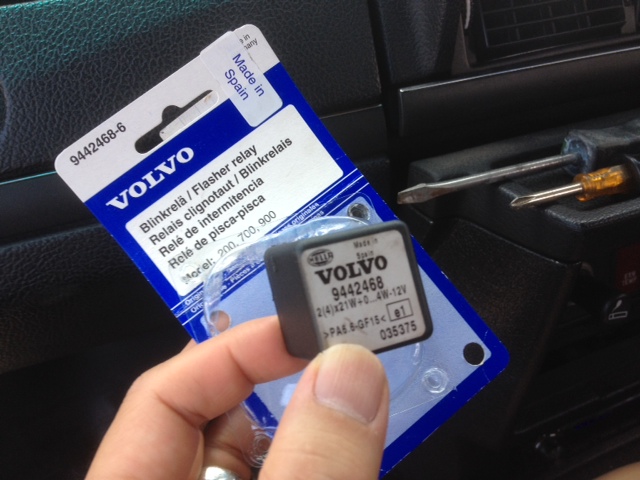 9442468-6
Made in
Spain
VOLVO
Blinkrelä / Flasher relay
Relais clignotaut / Blinkrelais
Relé de intermitencia
Rolé de pisca-pisca
Model: 200, 700, 900
HELLA
Made in
Spain
VOLVO
9442468
2(4)x21W+0...4W-12V
>PA6.6-GF15<
e1
035375